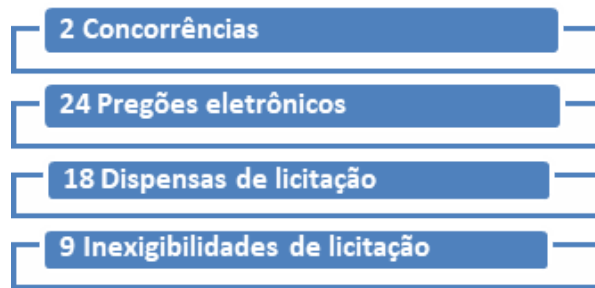 2 Concorrências
24 Pregões eletrônicos
18 Dispensas de licitação
9 Inexigibilidades de licitação